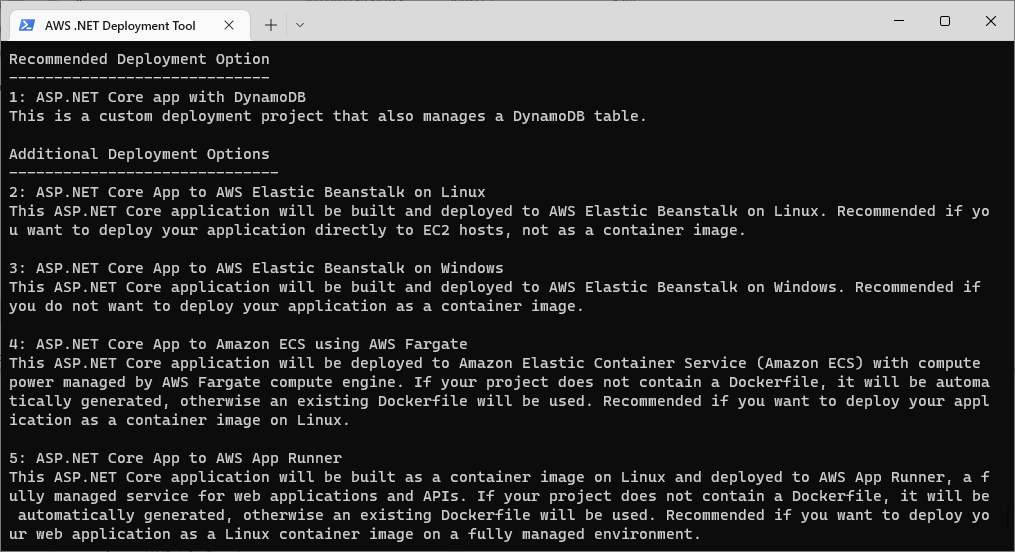 AWS .NET Deployment Tool
Recommended Deployment Option
-----------------------------
1: ASP.NET Core app with DynamoDB
This is a custom deployment project that also manages a DynamoDB table.
Additional Deployment Options
------------------------------
2: ASP.NET Core App to AWS Elastic Beanstalk on Linux
This ASP.NET Core application will be built and deployed to AWS Elastic Beanstalk on Linux. Recommended if yo
u want to deploy your application directly to EC2 hosts, not as a container image.
3: ASP.NET Core App to AWS Elastic Beanstalk on Windows
This ASP.NET Core application will be built and deployed to AWS Elastic Beanstalk on Windows. Recommended if
you do not want to deploy your application as a container image.
4: ASP.NET Core App to Amazon ECS using AWS Fargate
This ASP.NET Core application will be deployed to Amazon Elastic Container Service (Amazon ECS) with compute
power managed by AWS Fargate compute engine. If your project does not contain a Dockerfile, it will be automa
tically generated, otherwise an existing Dockerfile will be used. Recommended if you want to deploy your appl
ication as a container image on Linux.
5: ASP.NET Core App to AWS App Runner
This ASP.NET Core application will be built as a container image on Linux and deployed to AWS App Runner, a f
ully managed service for web applications and APIs. If your project does not contain a Dockerfile, it will be
 automatically generated, otherwise an existing Dockerfile will be used. Recommended if you want to deploy yo
ur web application as a Linux container image on a fully managed environment.